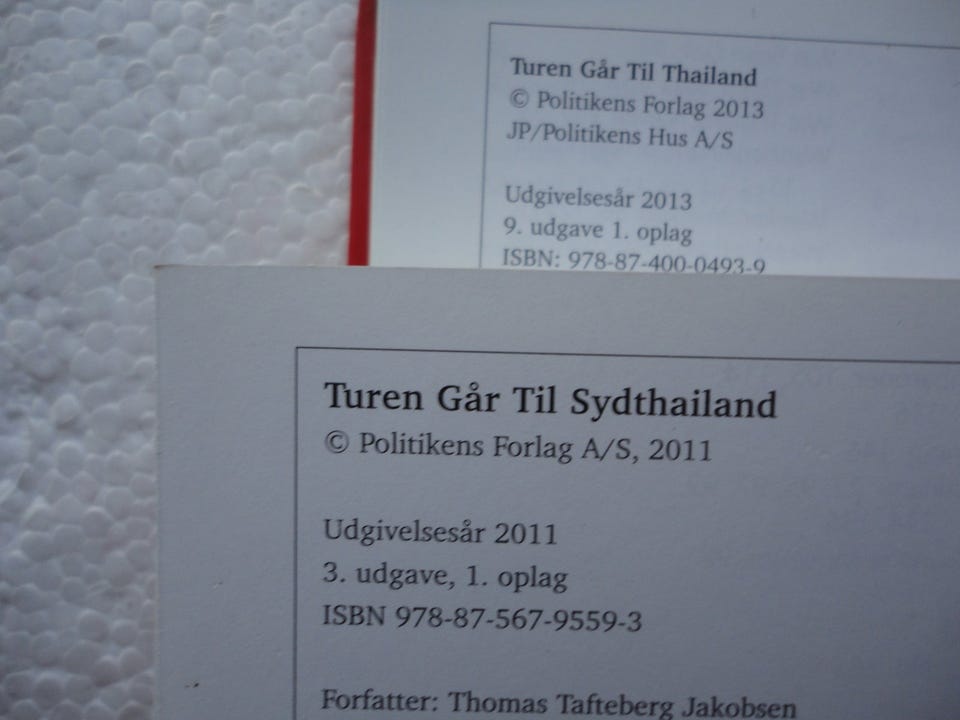 Turen Går Til Thailand
© Politikens Forlag 2013
JP/Politikens Hus A/S
Udgivelsesår 2013
9. udgave 1. oplag
ISBN: 978-87-400-0493-9
Turen Går Til Sydthailand
© Politikens Forlag A/S, 2011
Udgivelsesår 2011
3. udgave, 1. oplag
ISBN 978-87-567-9559-3
Forfatter: Thomas Tafteberg Jakobsen